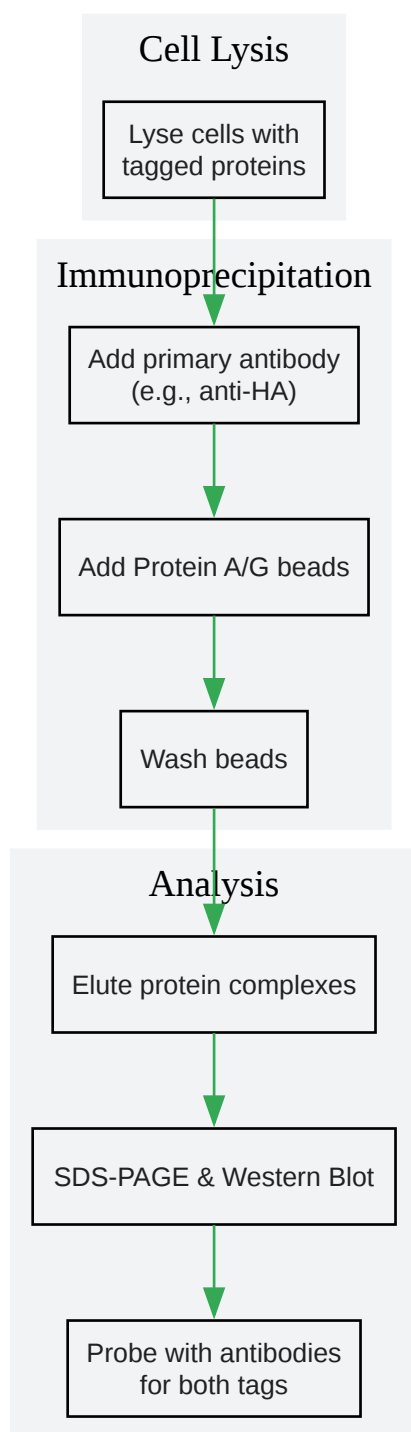 Cell Lysis
Lyse cells with
tagged proteins
Immunoprecipitation
Add primary antibody
(e.g., anti-HA)
Add Protein A/G beads
Wash beads
Analysis
Elute protein complexes
SDS-PAGE & Western Blot
Probe with antibodies
for both tags